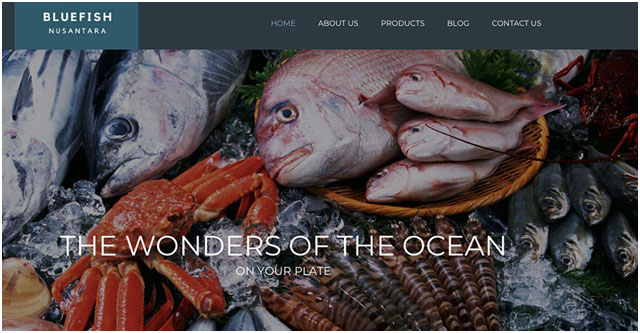 BLUEFISH
NUSANTARA
HOME ABOUT US PRODUCTS BLOG CONTACT US
THE WONDERS OF THE OCEAN
ON YOUR PLATE